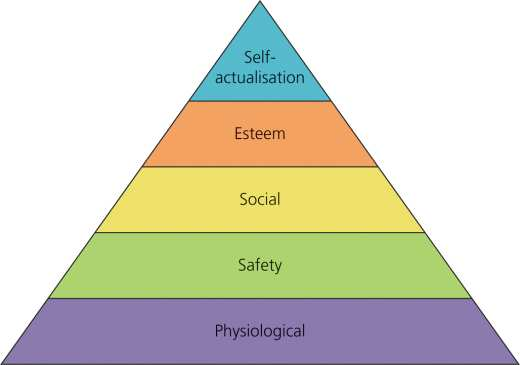 Self-
actualisation
Esteem
Social
Safety
Physiological